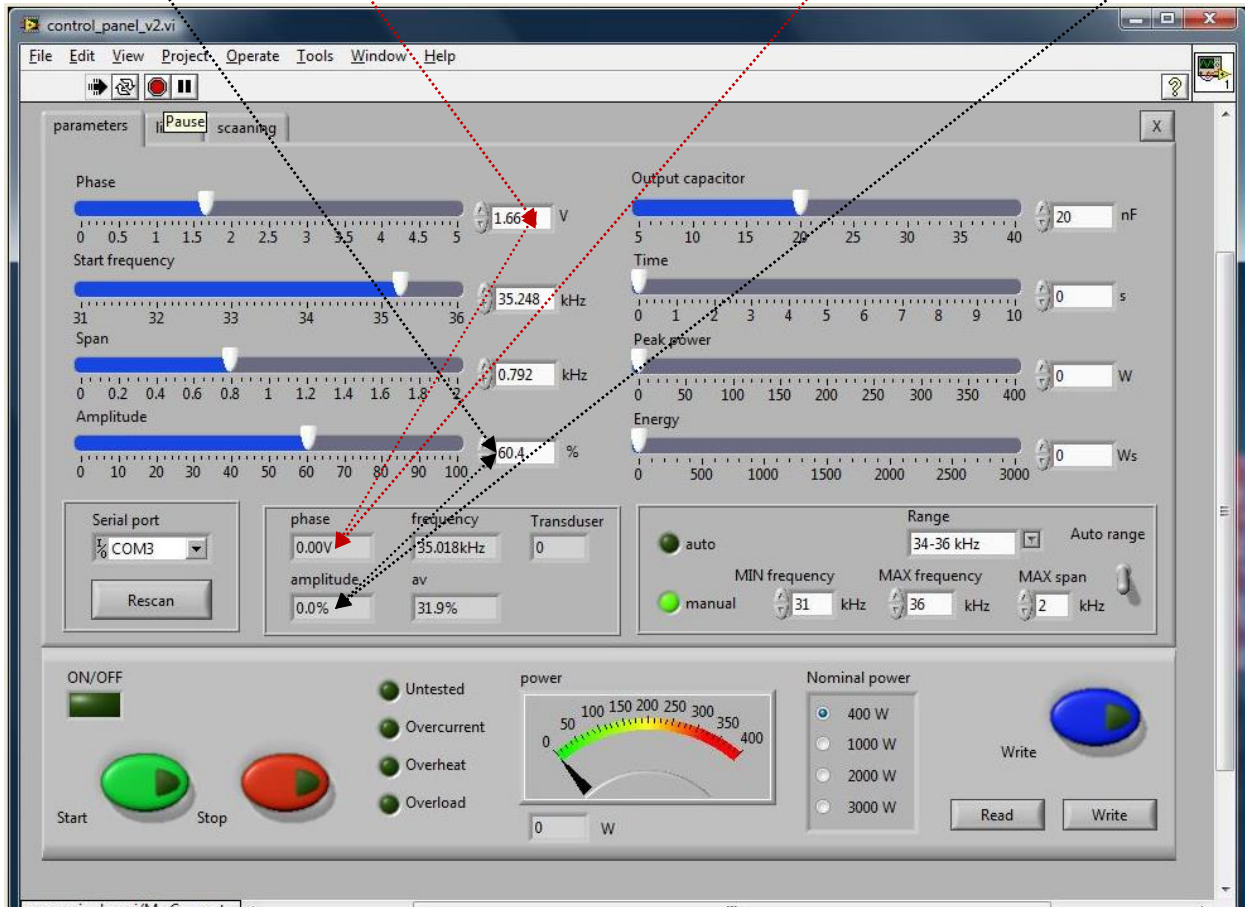 control_panel_v2.vi
File Edit View Project Operate Tools Window Help
Pause
parameters scaaning X
Phase
1.66 V
0 0.5 1 1.5 2 2.5 3 3.5 4 4.5 5
Start frequency
35.248 kHz
31 32 33 34 35 36
Span
0.792 kHz
0 0.2 0.4 0.6 0.8 1 1.2 1.4 1.6 1.8 2
Amplitude
60.4 %
0 10 20 30 40 50 60 70 80 90 100
Output capacitor
20 nF
5 10 15 20 25 30 35 40
Time
0 s
0 1 2 3 4 5 6 7 8 9 10
Peak power
0 W
0 50 100 150 200 250 300 350 400
Energy
0 Ws
0 500 1000 1500 2000 2500 3000
Serial port
COM3
Rescan
phase frequency Transduser
0.00V 35.018kHz 0
amplitude av
0.0% 31.9%
auto
manual
Range
34-36 kHz
Auto range
MIN frequency MAX frequency MAX span
31 kHz 36 kHz 2 kHz
ON/OFF
Start Stop
Untested
Overcurrent
Overheat
Overload
power
0 50 100 150 200 250 300 350 400
0 W
Nominal power
400 W
1000 W
2000 W
3000 W
Write
Read Write